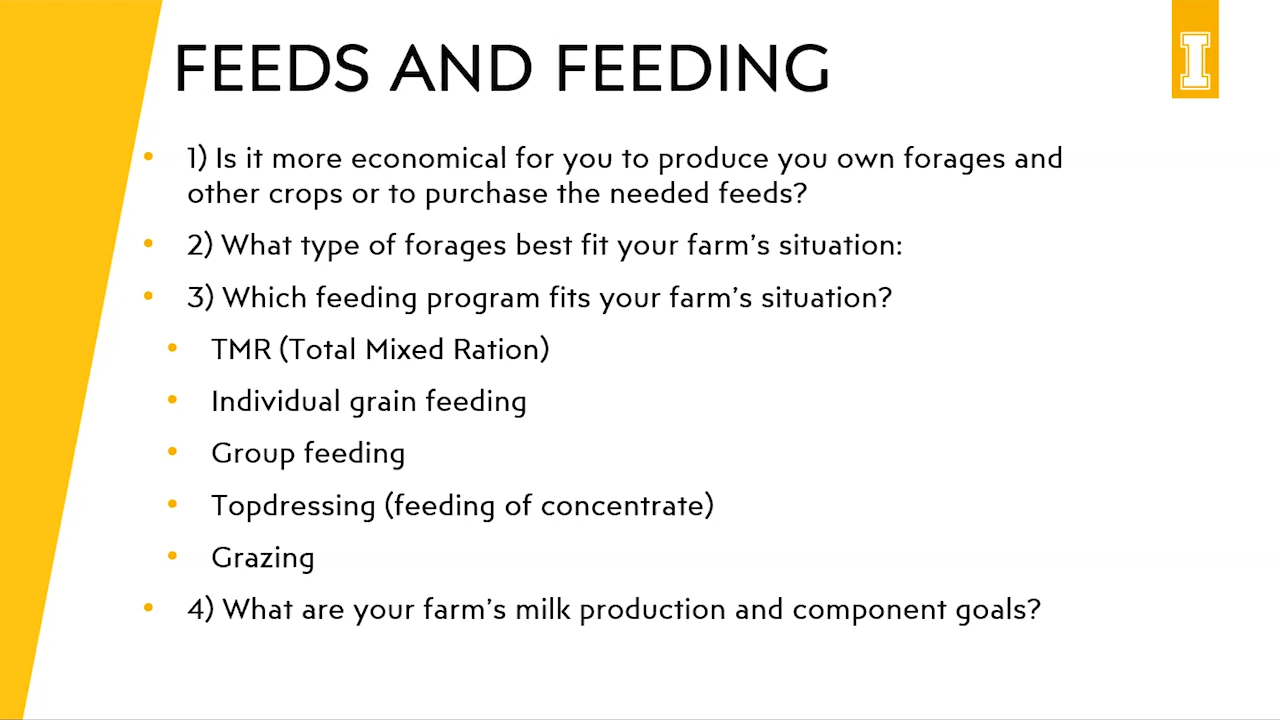 FEEDS AND FEEDING
I
• 1) Is it more economical for you to produce you own forages and
other crops or to purchase the needed feeds?
• 2) What type of forages best fit your farm's situation:
• 3) Which feeding program fits your farm's situation?
• TMR (Total Mixed Ration)
• Individual grain feeding
• Group feeding
• Topdressing (feeding of concentrate)
• Grazing
• 4) What are your farm's milk production and component goals?